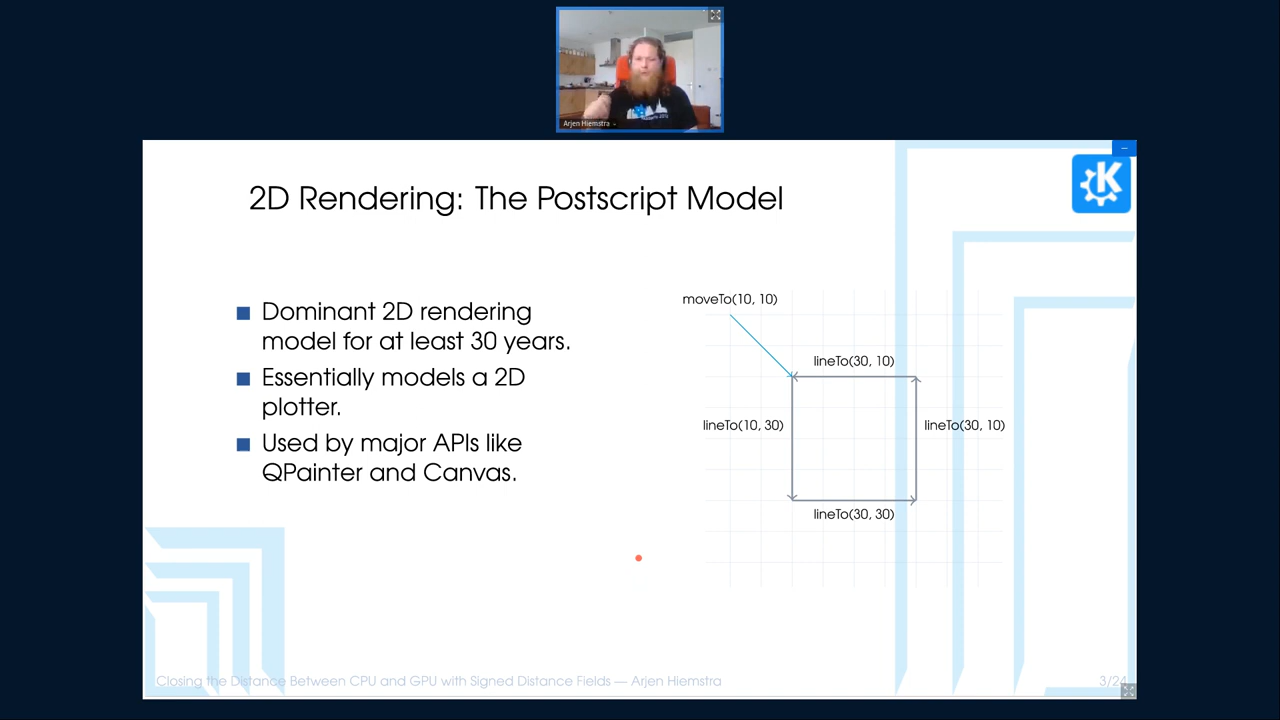 Arjen Hiemstra
2D Rendering: The Postscript Model
Dominant 2D rendering
model for at least 30 years.
Essentially models a 2D
plotter.
Used by major APIs like
QPainter and Canvas.
moveTo(10, 10)
lineTo(30, 10)
lineTo(10, 30)
lineTo(30, 10)
lineTo(30, 30)
Closing the Distance Between CPU and GPU with Signed Distance Fields — Arjen Hiemstra
3/24